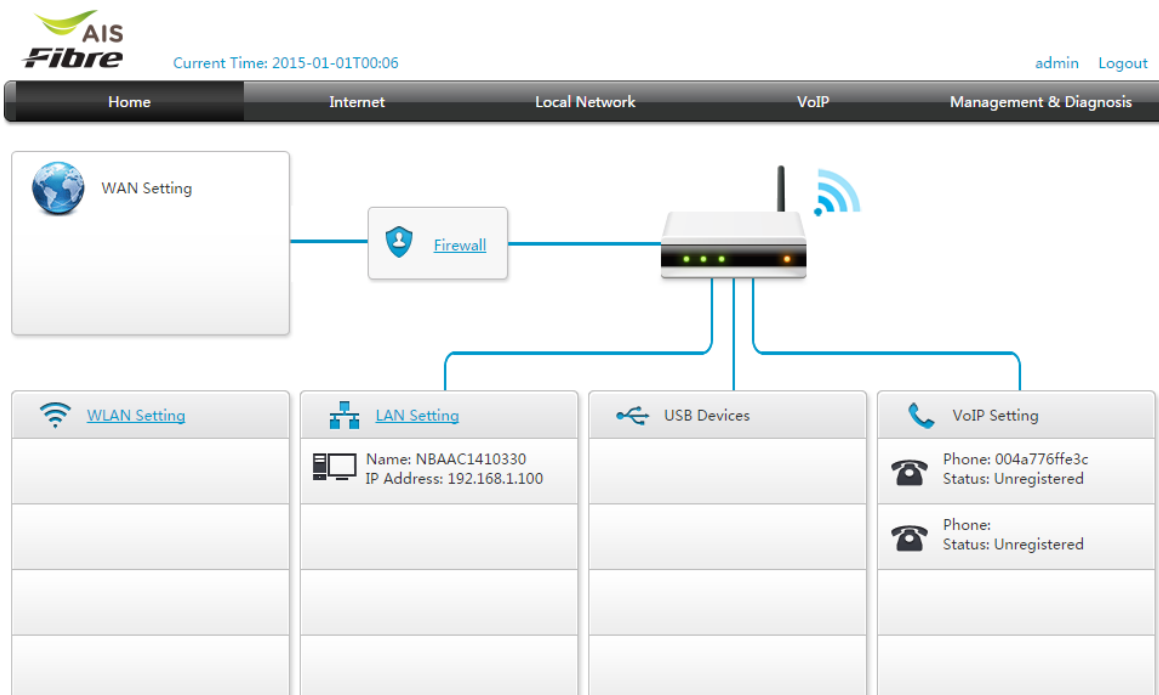 AIS
Fibre
Current Time: 2015-01-01T00:06
admin Logout
Home Internet Local Network VoIP Management & Diagnosis
WAN Setting
Firewall
WLAN Setting
LAN Setting
USB Devices
VoIP Setting
Name: NBAAC1410330
IP Address: 192.168.1.100
Phone: 004a776ffe3c
Status: Unregistered
Phone:
Status: Unregistered